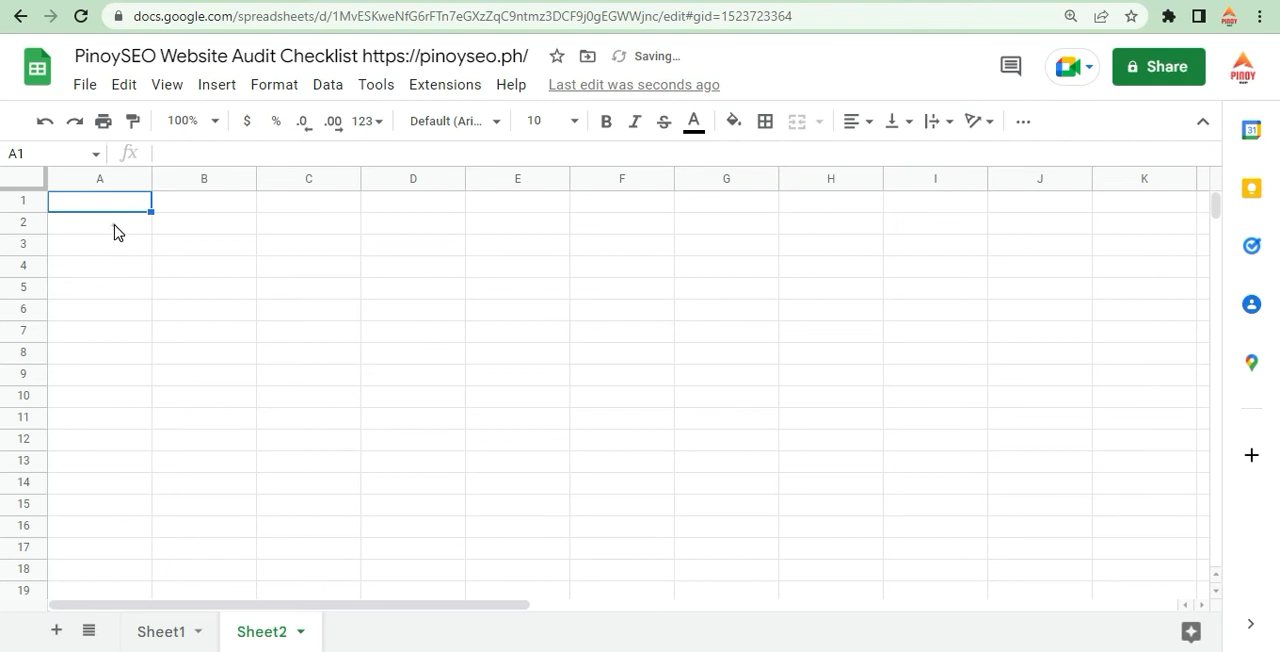 docs.google.com/spreadsheets/d/1MvESKweNfG6rFTn7eGXzZqC9ntmz3DCF9j0gEGWWjnc/edit#gid=1523723364
PinoySEO Website Audit Checklist https://pinoyseo.ph/ Saving...
File Edit View Insert Format Data Tools Extensions Help Last edit was seconds ago
Share
PINOY
100% $ % .0 .00 123 Default (Ari... 10 B I S A
31
A1 fx
A B C D E F G H I J K
1
2
3
4
5
6
7
8
9
10
11
12
13
14
15
16
17
18
19
Sheet1 Sheet2